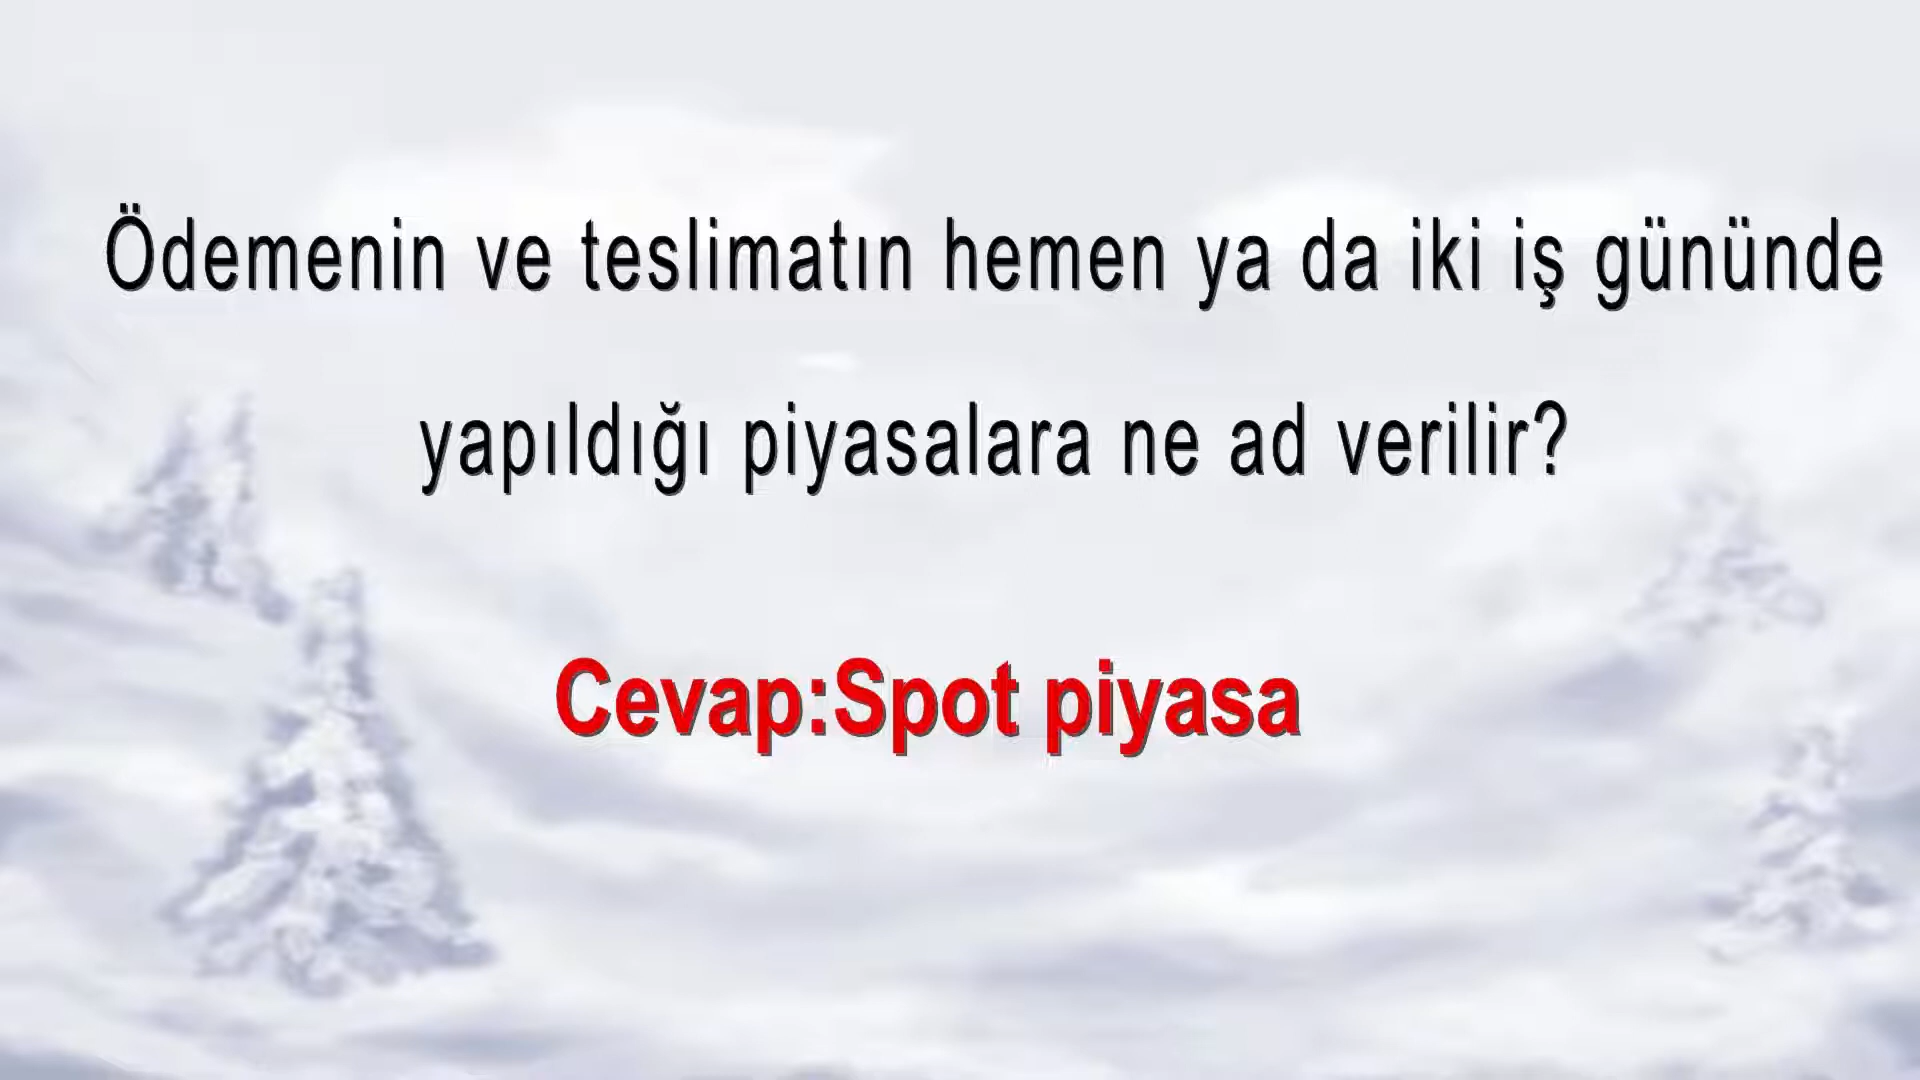 Ödemenin ve teslimatın hemen ya da iki iş gününde
yapıldığı piyasalara ne ad verilir?
Cevap:Spot piyasa